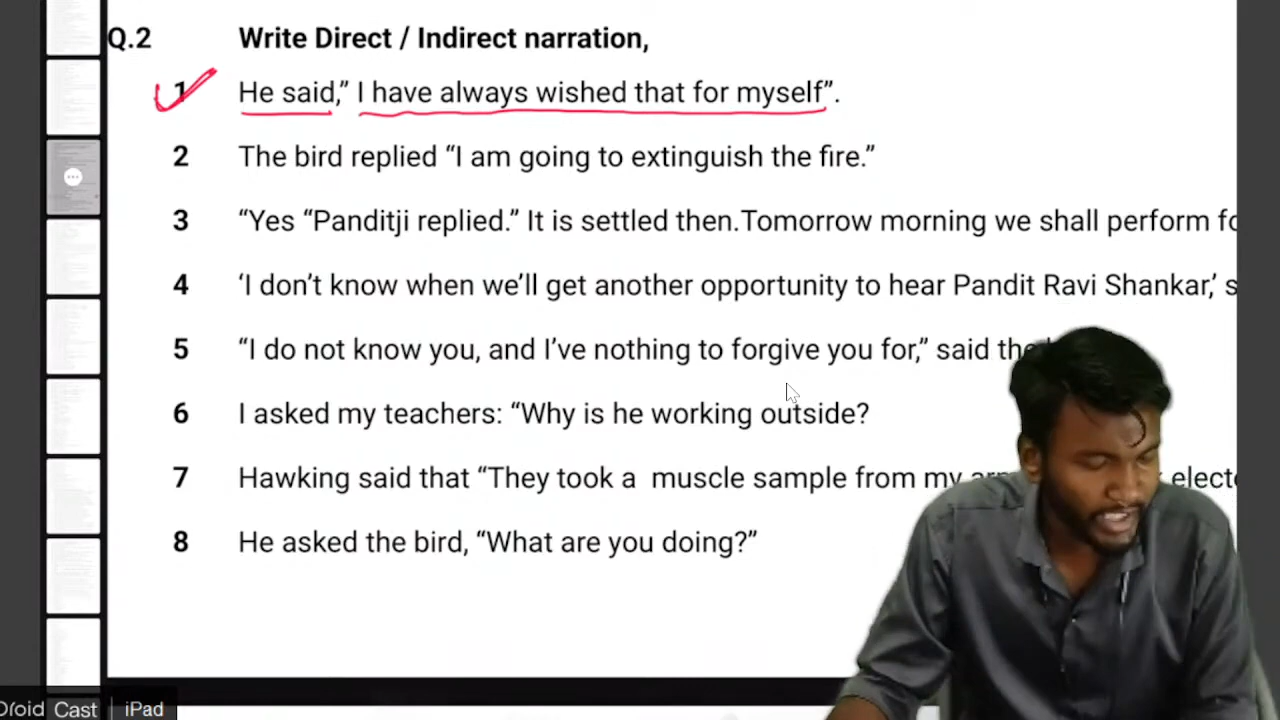 Q.2 Write Direct / Indirect narration,
1 He said,” I have always wished that for myself”.
2 The bird replied “I am going to extinguish the fire.”
3 “Yes “Panditji replied.” It is settled then.Tomorrow morning we shall perform
4 ‘I don’t know when we’ll get another opportunity to hear Pandit Ravi Shankar,’
5 “I do not know you, and I’ve nothing to forgive you for,” said
6 I asked my teachers: “Why is he working outside?
7 Hawking said that “They took a muscle sample from my
8 He asked the bird, “What are you doing?”
Droid Cast iPad